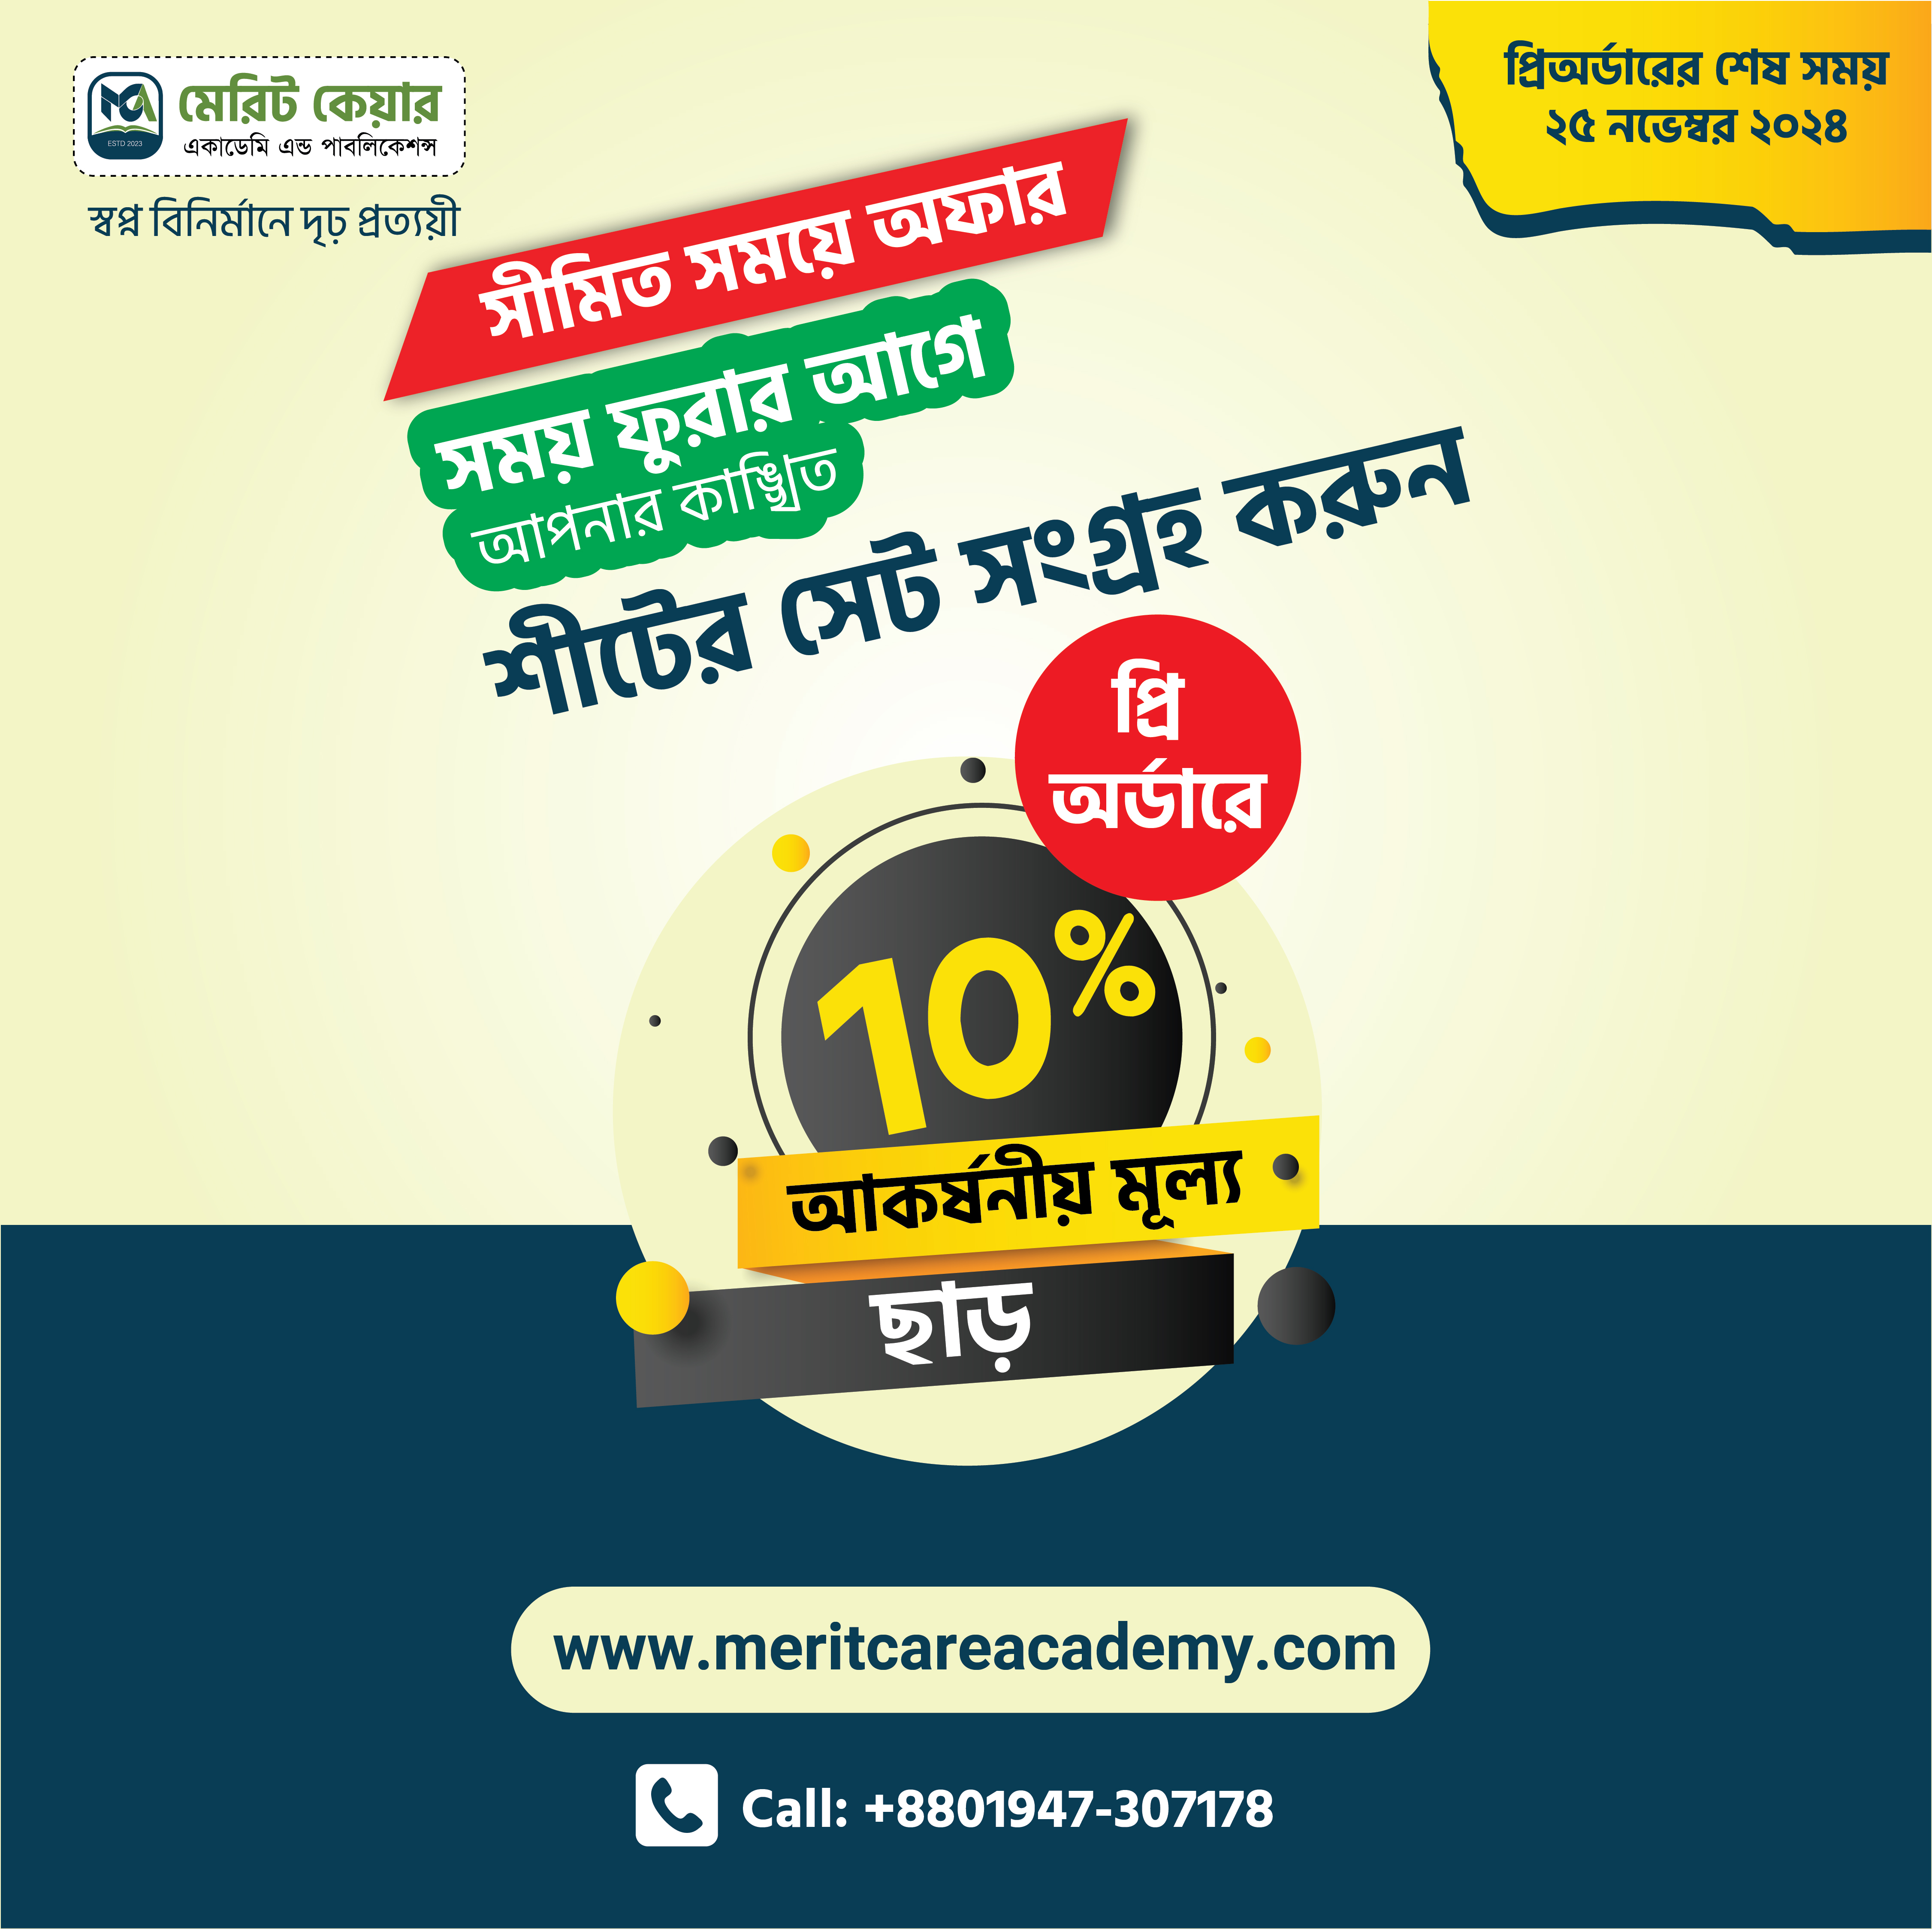 মেরিট কেয়ার
একাডেমি এন্ড পাবলিকেশন্স
ESTD 2023
স্বপ্ন বিনির্মানে দৃঢ় প্রত্যয়ী
প্রিঅর্ডারের শেষ সময়
২৫ নভেম্বর ২০২৪
সীমিত সময়ে অফার
সময় ফুরার আগে
আপনার কাঙ্খিত
শীটের সেট সংগ্রহ করুন
প্রি
অর্ডারে
10%
আকর্ষনীয় মূল্য
ছাড়
www.meritcareacademy.com
Call: +8801947-307178